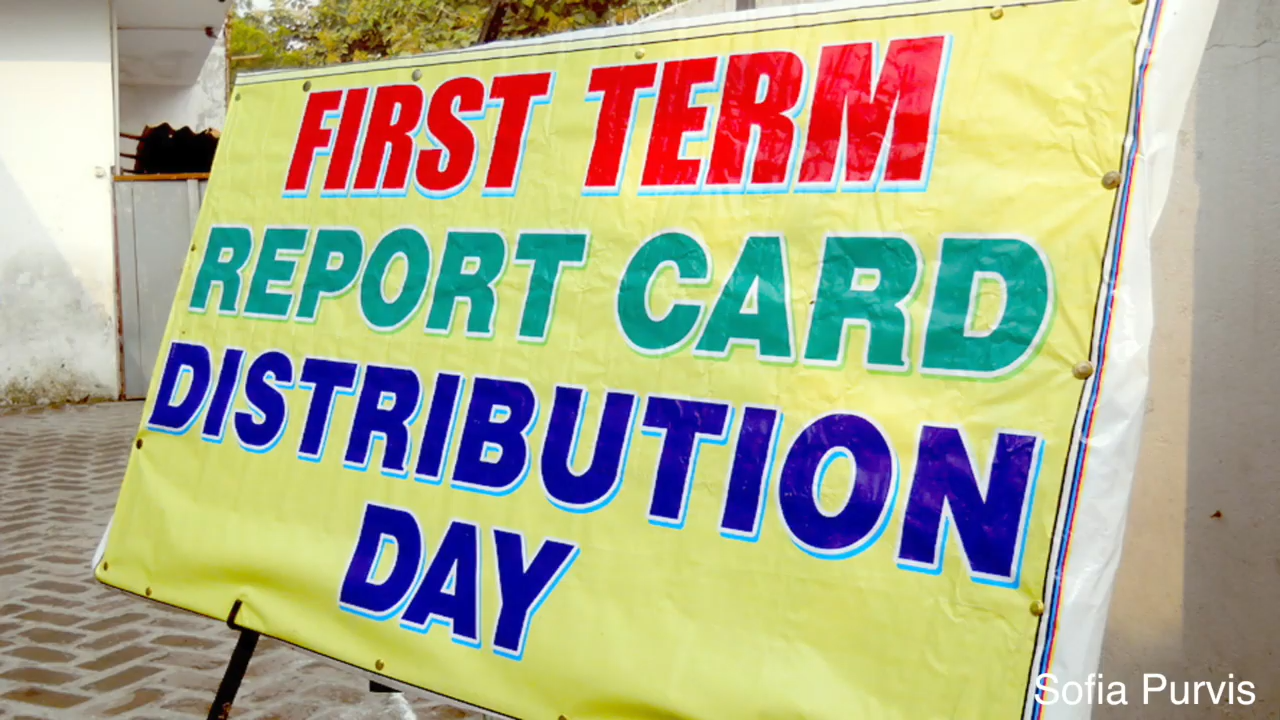 FIRST TERM
REPORT CARD
DISTRIBUTION
DAY
Sofia Purvis